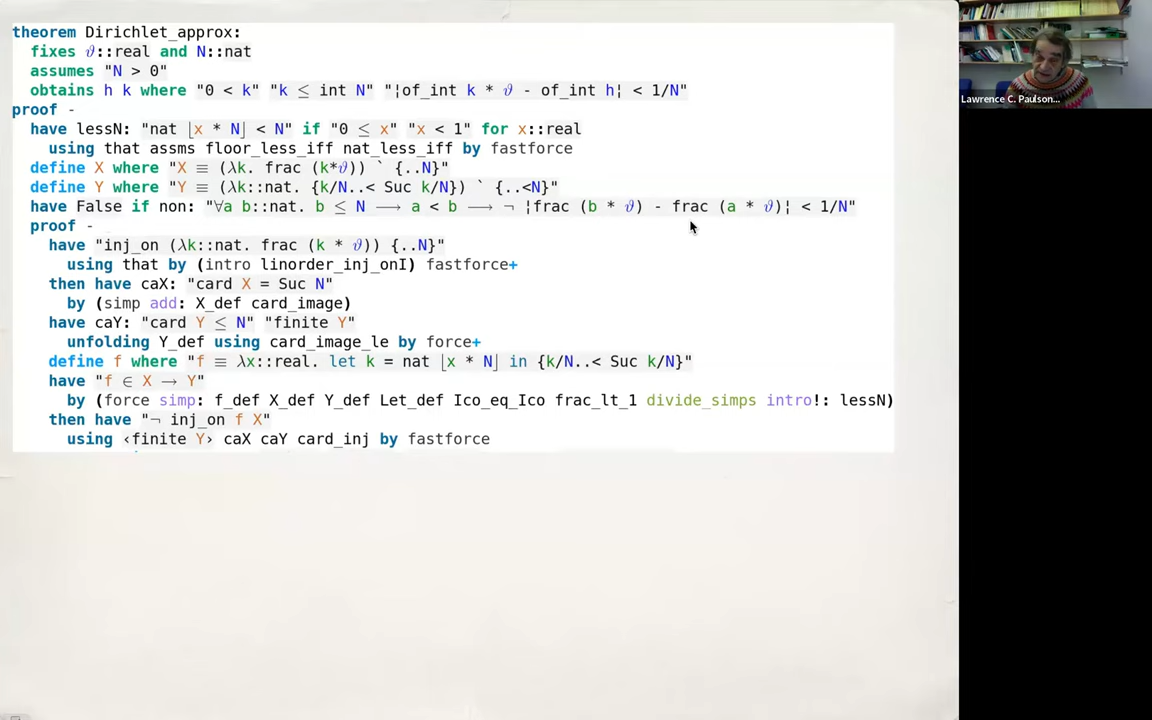 theorem Dirichlet_approx:
fixes ϑ::real and N::nat
assumes "N > 0"
obtains h k where "0 < k" "k ≤ int N" "¦of_int k * ϑ - of_int h¦ < 1/N"
proof -
have lessN: "nat ⌊x * N⌋ < N" if "0 ≤ x" "x < 1" for x::real
using that assms floor_less_iff nat_less_iff by fastforce
define X where "X ≡ (λk. frac (k*ϑ)) ` {..N}"
define Y where "Y ≡ (λk::nat. {k/N..< Suc k/N}) ` {..<N}"
have False if non: "∀a b::nat. b ≤ N ⟶ a < b ⟶ ¬ ¦frac (b * ϑ) - frac (a * ϑ)¦ < 1/N"
proof -
have "inj_on (λk::nat. frac (k * ϑ)) {..N}"
using that by (intro linorder_inj_onI) fastforce+
then have caX: "card X = Suc N"
by (simp add: X_def card_image)
have caY: "card Y ≤ N" "finite Y"
unfolding Y_def using card_image_le by force+
define f where "f ≡ λx::real. let k = nat ⌊x * N⌋ in {k/N..< Suc k/N}"
have "f ∈ X → Y"
by (force simp: f_def X_def Y_def Let_def Ico_eq_Ico frac_lt_1 divide_simps intro!: lessN)
then have "¬ inj_on f X"
using ‹finite Y› caX caY card_inj by fastforce
Lawrence C. Paulson...